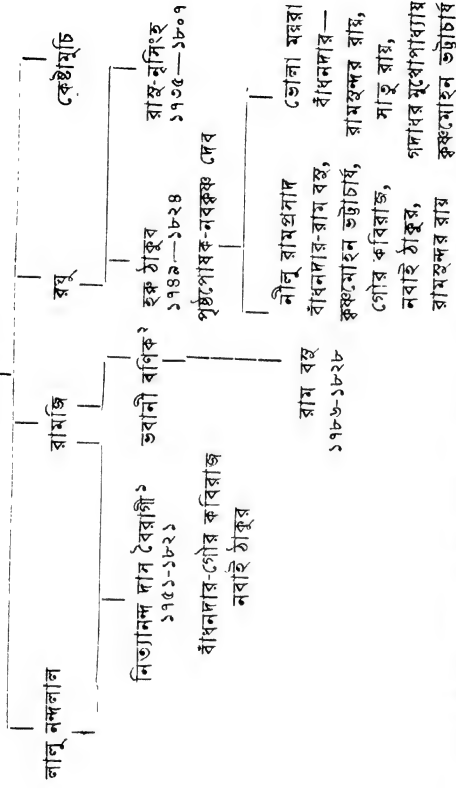 লালু নন্দলাল
রামজি
রঘু
কেষ্টামুচি
নিত্যানন্দ দাস বৈরাগী১
১৭৫১-১৮২১
বাঁধনদার-গৌর কবিরাজ
নবাই ঠাকুর
ভবানী বণিক২
রাম বসু
১৭৮৬-১৮২৮
হরু ঠাকুর
১৭৪৯—১৮২৪
পৃষ্ঠপোষক-নবকৃষ্ণ দেব
রাসু-নৃসিংহ
১৭৩৫—১৮০৭
নীলু রামপ্রসাদ
বাঁধনদার-রাম বসু,
কৃষ্ণমোহন ভট্টাচার্য,
গৌর কবিরাজ,
নবাই ঠাকুর,
রামসুন্দর রায়
ভোলা ময়রা
বাঁধনদার—
রামসুন্দর রায়,
সাতু রায়,
গদাধর মুখোপাধ্যায়
কৃষ্ণমোহন ভট্টাচার্য